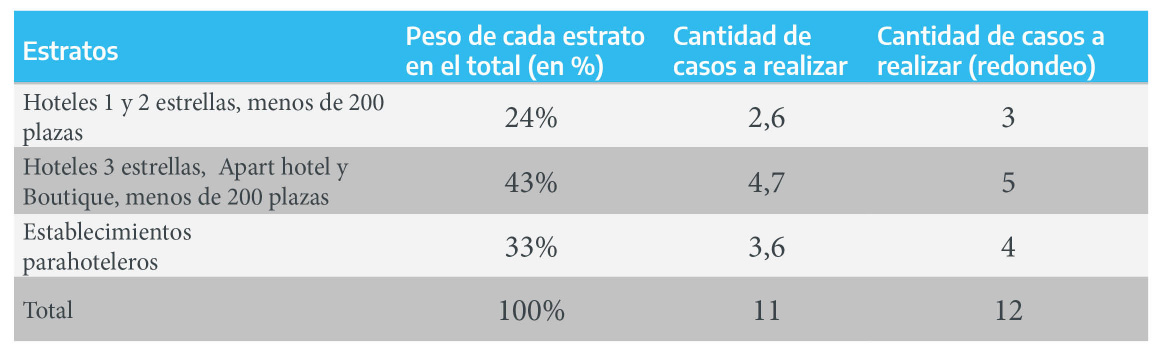 Estratos
Peso de cada estrato
en el total (en %)
Cantidad de
casos a realizar
Cantidad de casos a
realizar (redondeo)
Hoteles 1 y 2 estrellas, menos de 200
plazas
24%
2,6
3
Hoteles 3 estrellas, Apart hotel y
Boutique, menos de 200 plazas
43%
4,7
5
Establecimientos
parahoteleros
33%
3,6
4
Total
100%
11
12